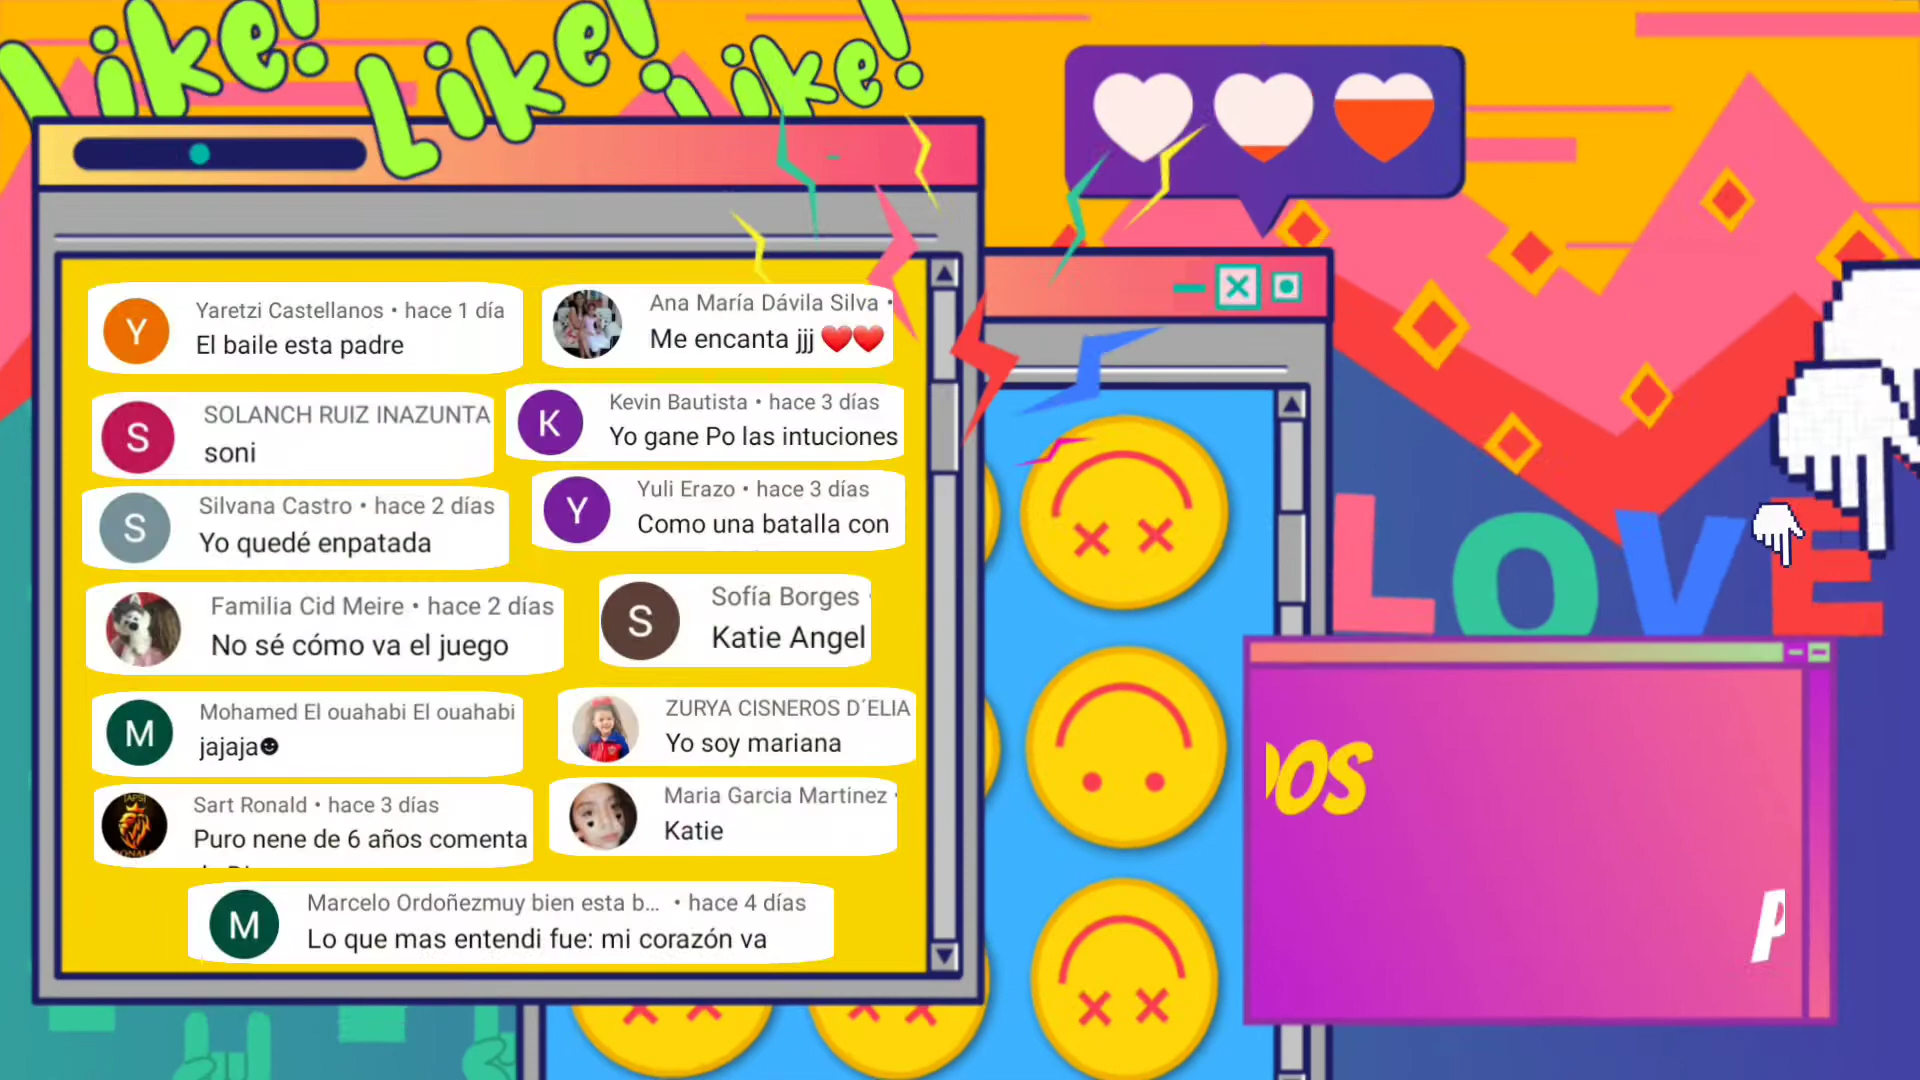 Like! Like! Like!
Yaretzi Castellanos • hace 1 día
El baile esta padre
Ana María Dávila Silva •
Me encanta jjj ❤️❤️
SOLANCH RUIZ INAZUNTA
soni
Kevin Bautista • hace 3 días
Yo gane Po las intuciones
Silvana Castro • hace 2 días
Yo quedé enpatada
Yuli Erazo • hace 3 días
Como una batalla con
Familia Cid Meire • hace 2 días
No sé cómo va el juego
Sofía Borges
Katie Angel
Mohamed El ouahabi El ouahabi
jajaja☻
ZURYA CISNEROS D´ELIA
Yo soy mariana
Sart Ronald • hace 3 días
Puro nene de 6 años comenta
Maria Garcia Martinez •
Katie
Marcelo Ordoñezmuy bien esta b... • hace 4 días
Lo que mas entendi fue: mi corazón va
LOVE
OS
Y
K
S
S
Y
S
M
M